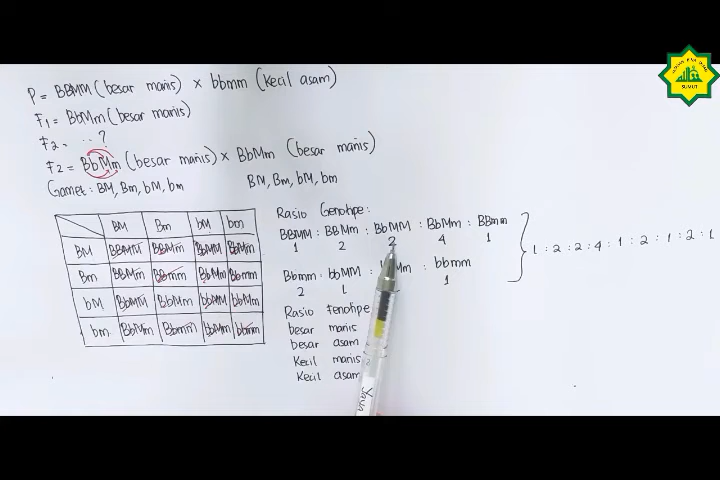 P = BBMM (besar manis) × bbmm (kecil asam)
F1 = BbMm (besar manis)
F2 = ...?
F2 = BbMm (besar manis) × BbMm (besar manis)
Gamet : BM, Bm, bM, bm BM, Bm, bM, bm
BM Bm bM bm
BM BBMM BBMm BbMM BbMm
Bm BBMm BBmm BbMm Bbmm
bM BbMM BbMm bbMM bbMm
bm BbMm Bbmm bbMm bbmm
Rasio Genotipe :
BBMM : BBMm : BbMM : BbMm : BBmm
1 2 2 4 1
Bbmm : bbMM : Mm : bbmm
2 1 1
1 : 2 : 2 : 4 : 1 : 2 : 1 : 2 : 1
Rasio Fenotipe
besar manis
besar asam
Kecil manis
Kecil asam
SUMUT
Java